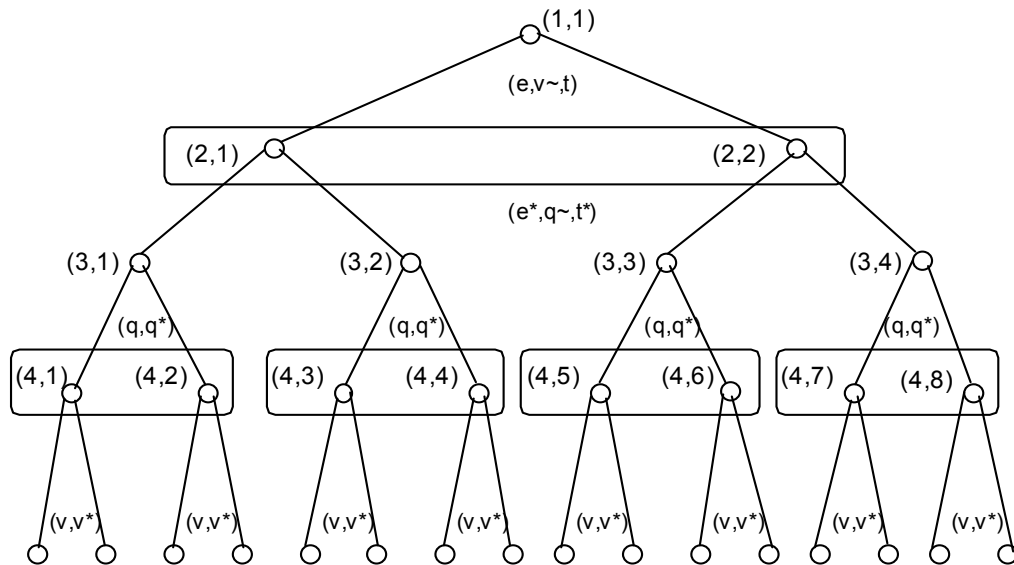 (1,1)
(e,v~,t)
(2,1) (2,2)
(e*,q~,t*)
(3,1) (3,2) (3,3) (3,4)
(q,q*) (q,q*) (q,q*) (q,q*)
(4,1) (4,2) (4,3) (4,4) (4,5) (4,6) (4,7) (4,8)
(v,v*) (v,v*) (v,v*) (v,v*) (v,v*) (v,v*) (v,v*) (v,v*)